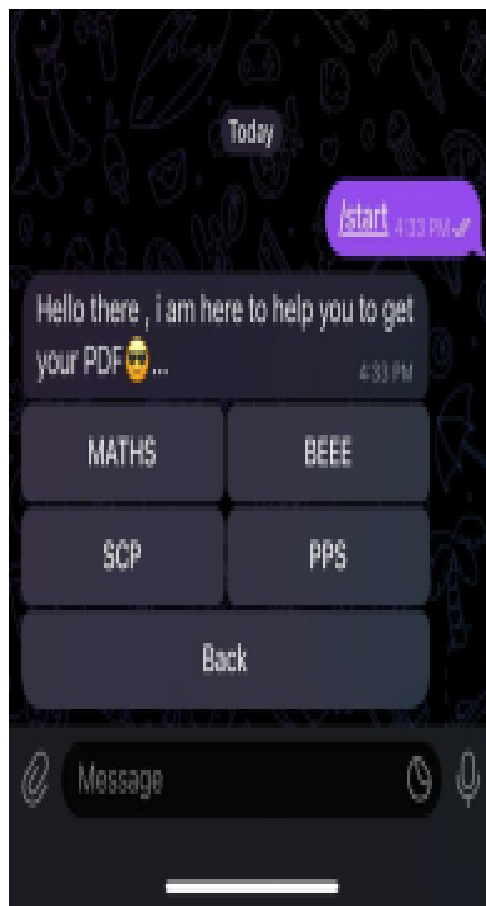 Today
/start 4:33 PM
Hello there , i am here to help you to get
your PDF😎...
4:33 PM
MATHS BEEE
SCP PPS
Back
Message